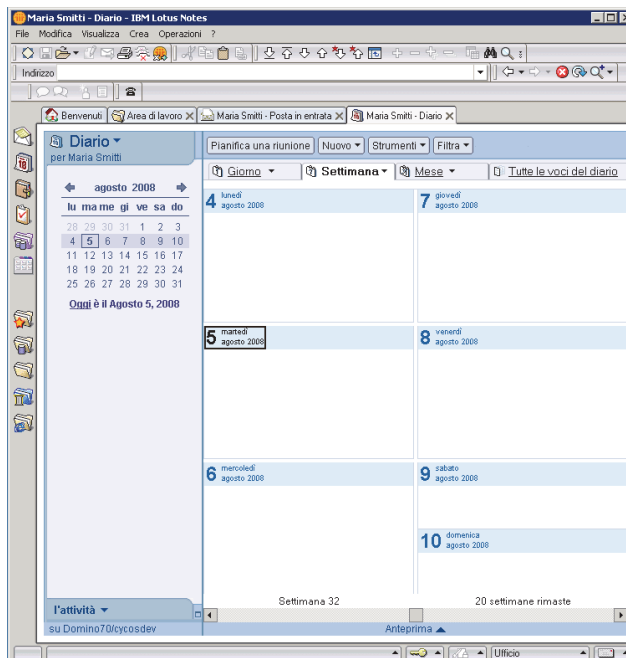 Maria Smitti - Diario - IBM Lotus Notes
File Modifica Visualizza Crea Operazioni ?
Indirizzo
Benvenuti Area di lavoro Maria Smitti - Posta in entrata Maria Smitti - Diario
Diario
per Maria Smitti
Pianifica una riunione Nuovo Strumenti Filtra
Giorno Settimana Mese Tutte le voci del diario
agosto 2008
lu ma me gi ve sa do
28 29 30 31 1 2 3
4 5 6 7 8 9 10
11 12 13 14 15 16 17
18 19 20 21 22 23 24
25 26 27 28 29 30 31
Oggi è il Agosto 5, 2008
4 lunedì
agosto 2008
7 giovedì
agosto 2008
5 martedì
agosto 2008
8 venerdì
agosto 2008
6 mercoledì
agosto 2008
9 sabato
agosto 2008
10 domenica
agosto 2008
Settimana 32 20 settimane rimaste
l'attività
su Domino70/cycosdev
Anteprima
Ufficio